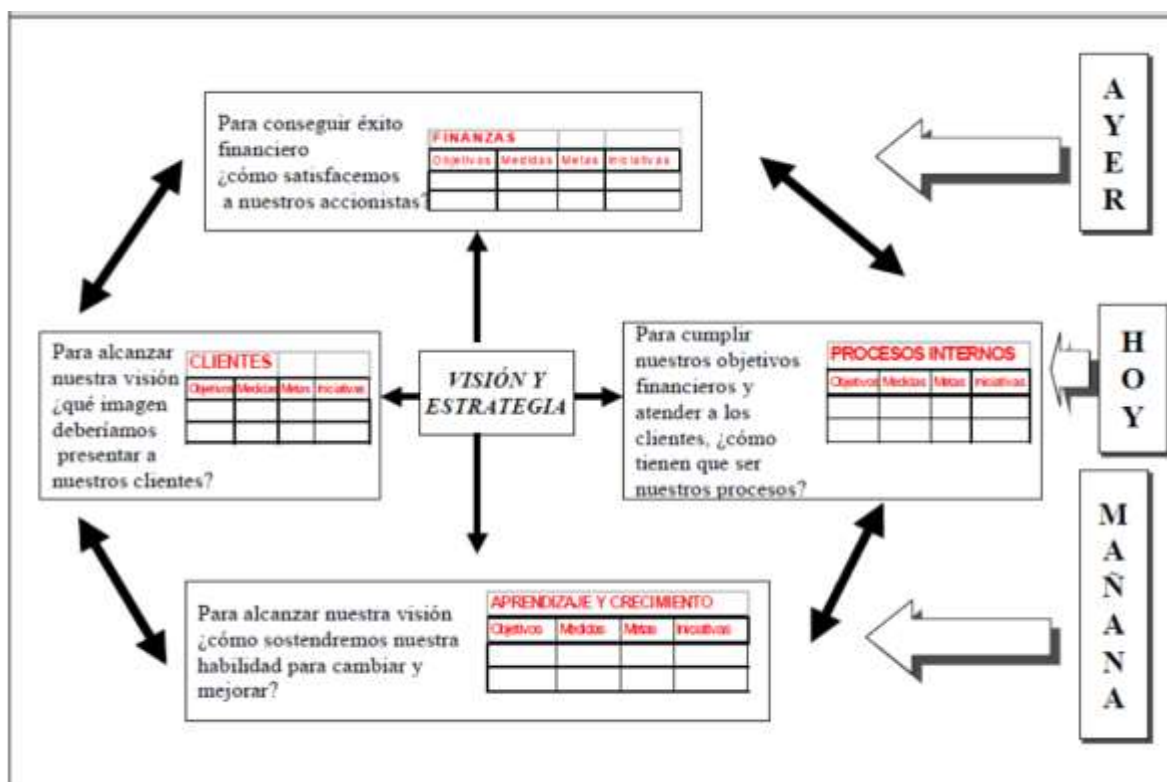 Para conseguir éxito
financiero
¿cómo satisfacemos
a nuestros accionistas?
FINANZAS
Objetivos Medidas Metas Iniciativas
A
Y
E
R
Para alcanzar
nuestra visión
¿qué imagen
deberíamos
presentar a
nuestros clientes?
CLIENTES
Objetivos Medidas Metas Iniciativas
VISIÓN Y
ESTRATEGIA
Para cumplir
nuestros objetivos
financieros y
atender a los
clientes, ¿cómo
tienen que ser
nuestros procesos?
PROCESOS INTERNOS
Objetivos Medidas Metas Iniciativas
H
O
Y
Para alcanzar nuestra visión
¿cómo sostendremos nuestra
habilidad para cambiar y
mejorar?
APRENDIZAJE Y CRECIMIENTO
Objetivos Medidas Metas Iniciativas
M
A
Ñ
A
N
A